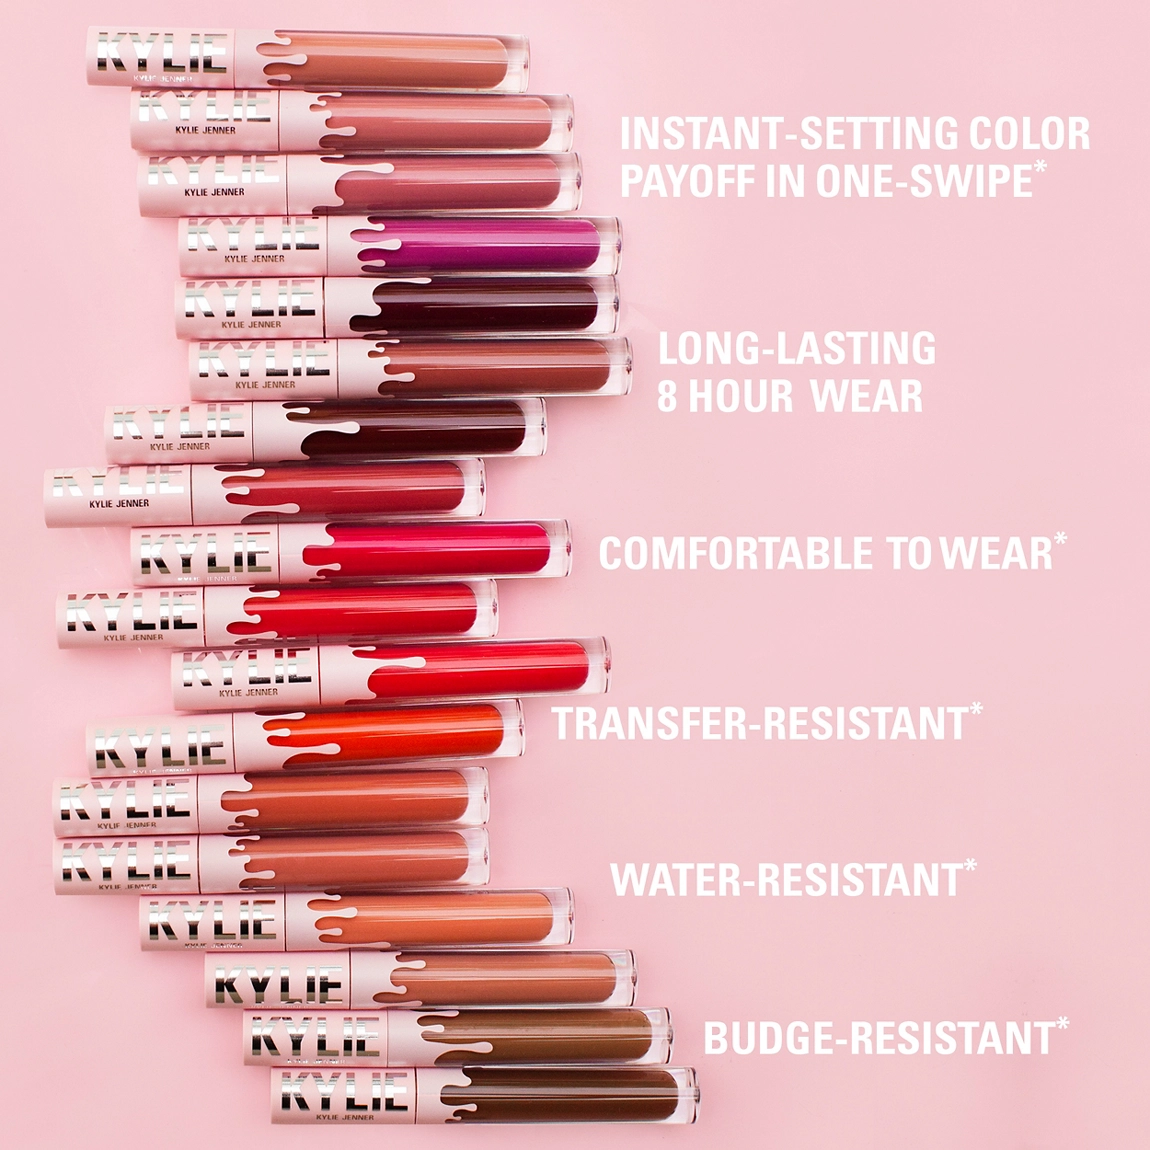 KYLIE
KYLIE JENNER
KYLIE
KYLIE JENNER
INSTANT-SETTING COLOR
PAYOFF IN ONE-SWIPE*
KYLIE
KYLIE JENNER
KYLIE
KYLIE JENNER
KYLIE
KYLIE JENNER
KYLIE
KYLIE JENNER
LONG-LASTING
8 HOUR WEAR
KYLIE
KYLIE JENNER
KYLIE
KYLIE JENNER
KYLIE
KYLIE JENNER
COMFORTABLE TO WEAR*
KYLIE
KYLIE JENNER
KYLIE
KYLIE JENNER
KYLIE
KYLIE JENNER
TRANSFER-RESISTANT*
KYLIE
KYLIE JENNER
KYLIE
KYLIE JENNER
WATER-RESISTANT*
KYLIE
KYLIE JENNER
KYLIE
KYLIE
KYLIE JENNER
BUDGE-RESISTANT*
KYLIE
KYLIE JENNER